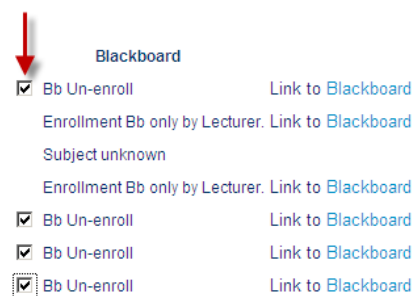 Blackboard
Bb Un-enroll Link to Blackboard
Enrollment Bb only by Lecturer. Link to Blackboard
Subject unknown
Enrollment Bb only by Lecturer. Link to Blackboard
Bb Un-enroll Link to Blackboard
Bb Un-enroll Link to Blackboard
Bb Un-enroll Link to Blackboard